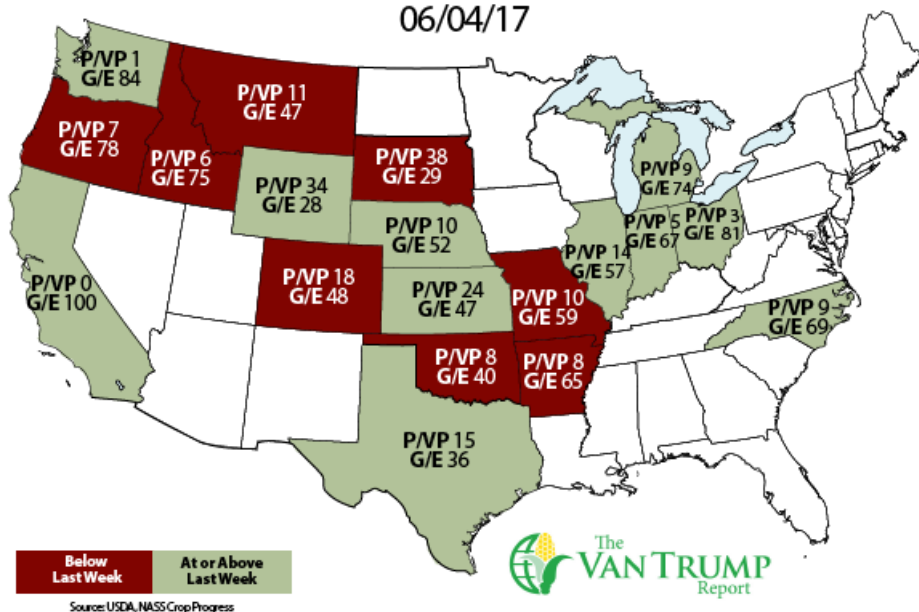 06/04/17
P/VP 1
G/E 84
P/VP 11
G/E 47
P/VP 7
G/E 78
P/VP 6
G/E 75
P/VP 38
G/E 29
P/VP 34
G/E 28
P/VP 9
G/E 74
P/VP 10
G/E 52
P/VP 14
G/E 57
P/VP 5
G/E 67
P/VP 3
G/E 81
P/VP 0
G/E 100
P/VP 18
G/E 48
P/VP 24
G/E 47
P/VP 10
G/E 59
P/VP 9
G/E 69
P/VP 8
G/E 40
P/VP 8
G/E 65
P/VP 15
G/E 36
Below
Last Week
At or Above
Last Week
Source: USDA, NASS Crop Progress
The
VAN TRUMP
Report